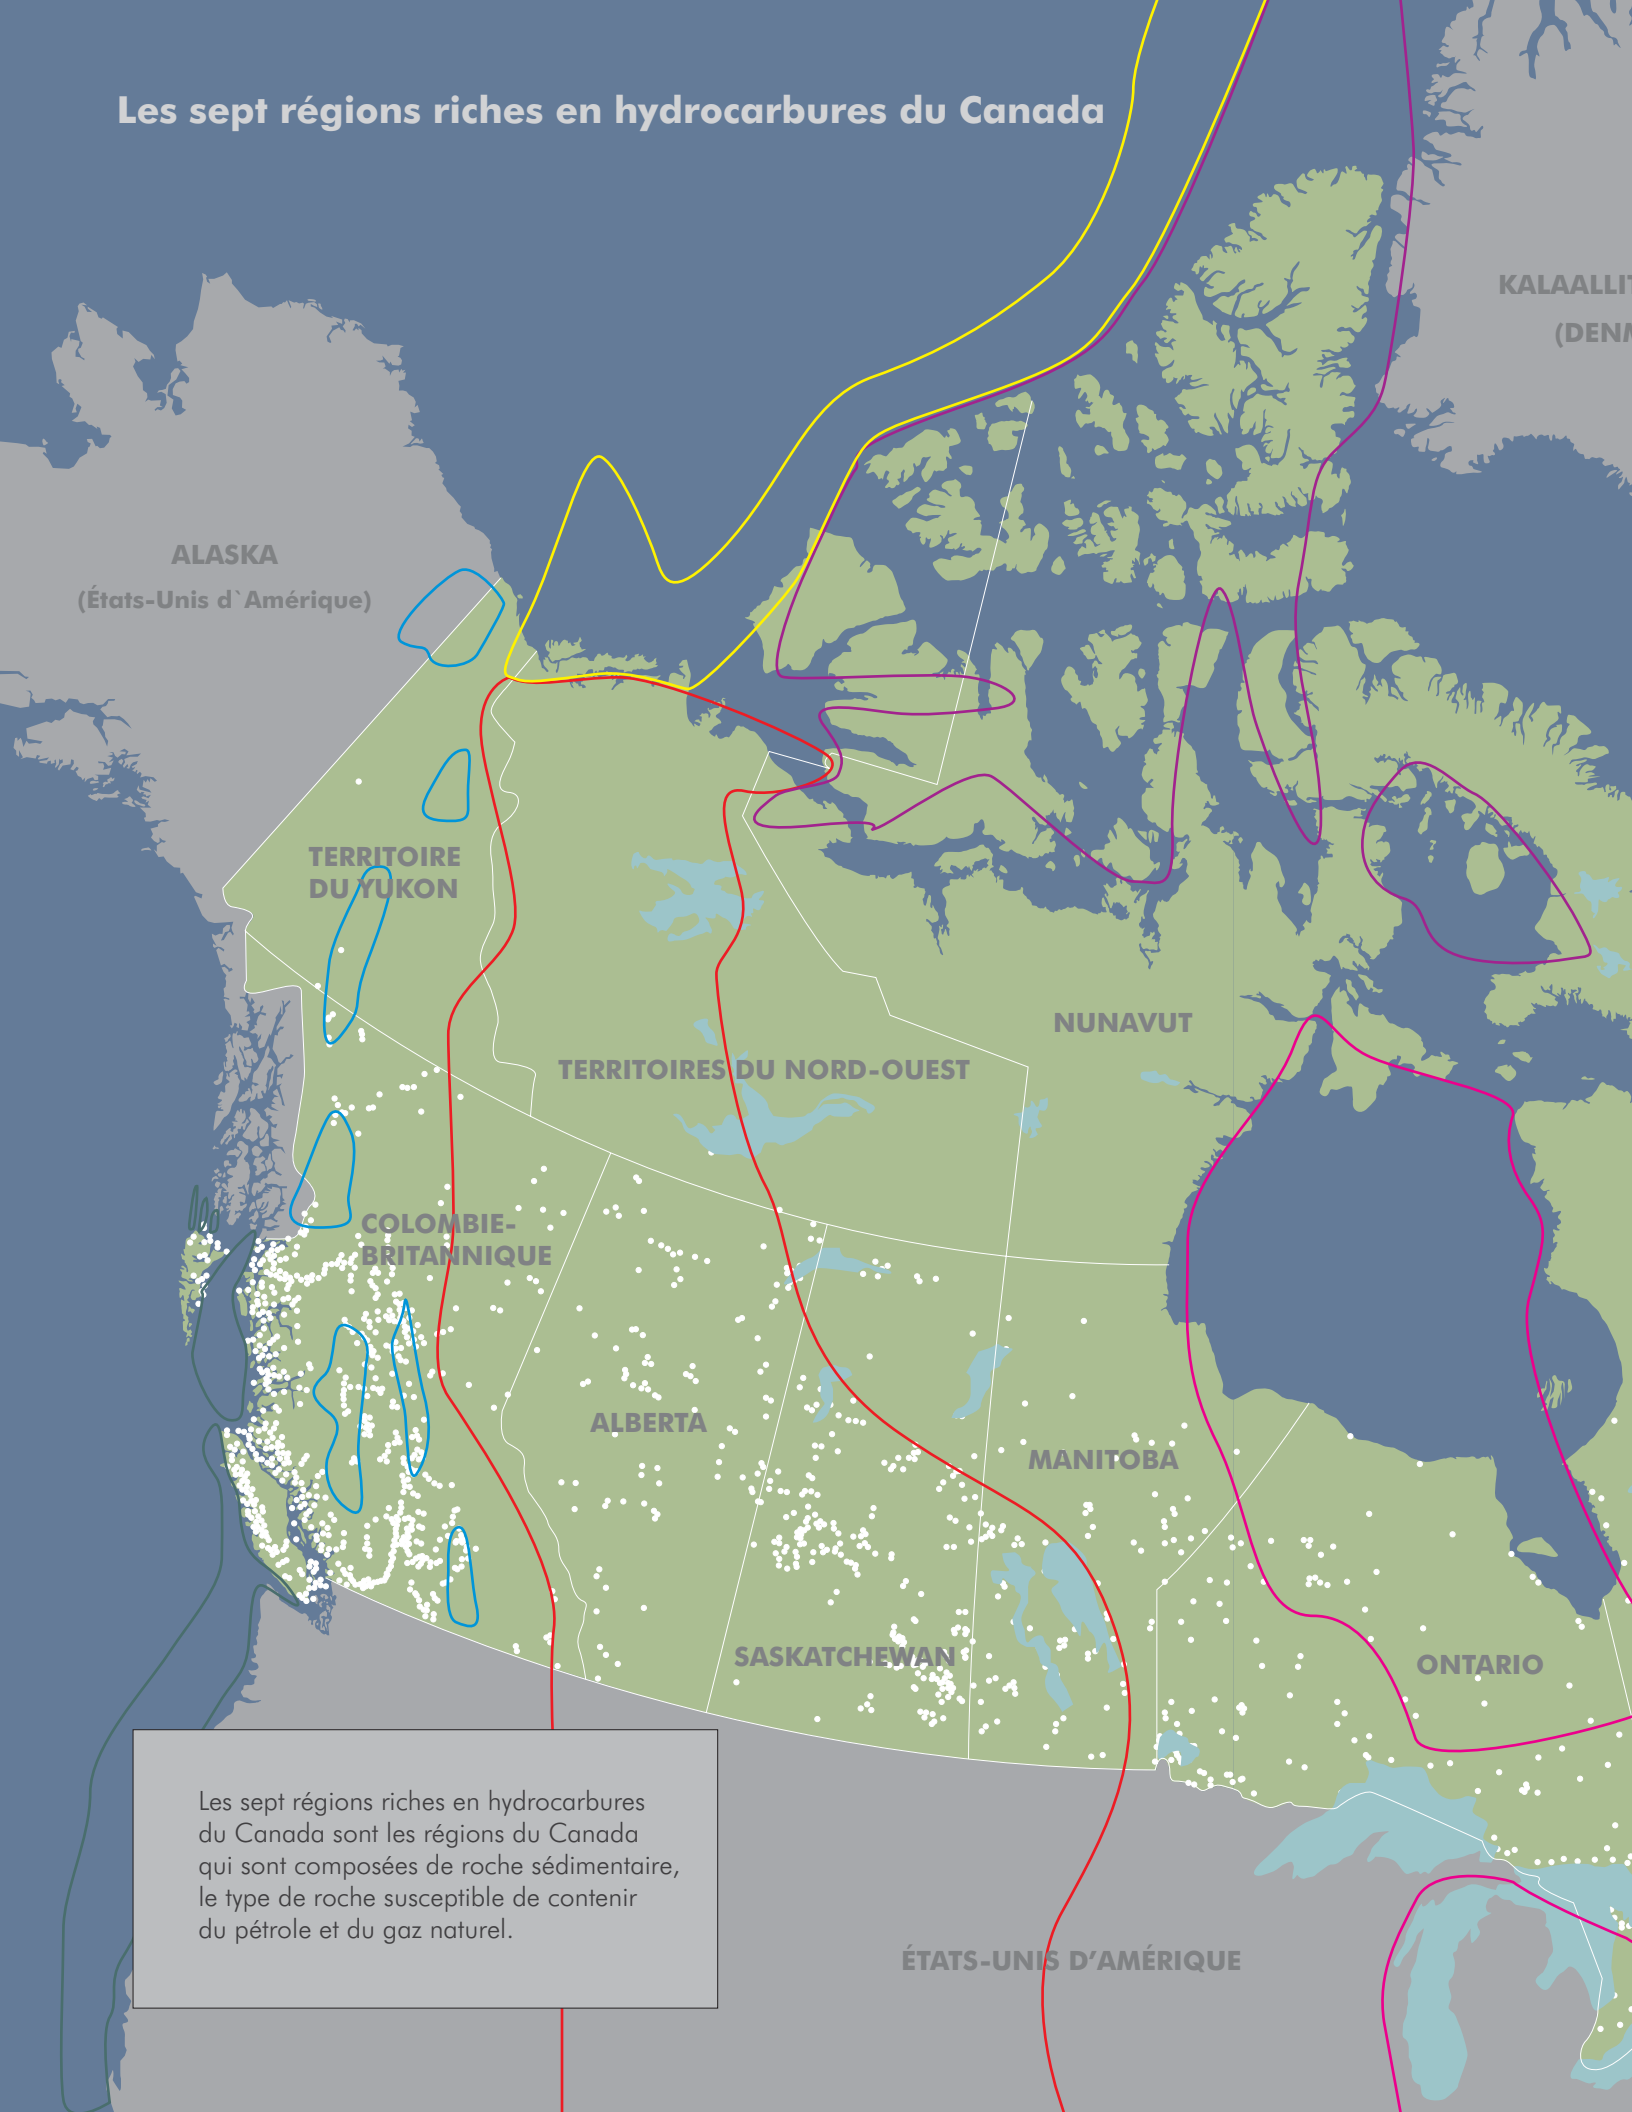 Les sept régions riches en hydrocarbures du Canada
KALAALLIT
(DENM
ALASKA
(États-Unis d`Amérique)
TERRITOIRE
DU YUKON
NUNAVUT
TERRITOIRES DU NORD-OUEST
COLOMBIE-
BRITANNIQUE
ALBERTA
MANITOBA
SASKATCHEWAN
ONTARIO
Les sept régions riches en hydrocarbures
du Canada sont les régions du Canada
qui sont composées de roche sédimentaire,
le type de roche susceptible de contenir
du pétrole et du gaz naturel.
ÉTATS-UNIS D’AMÉRIQUE